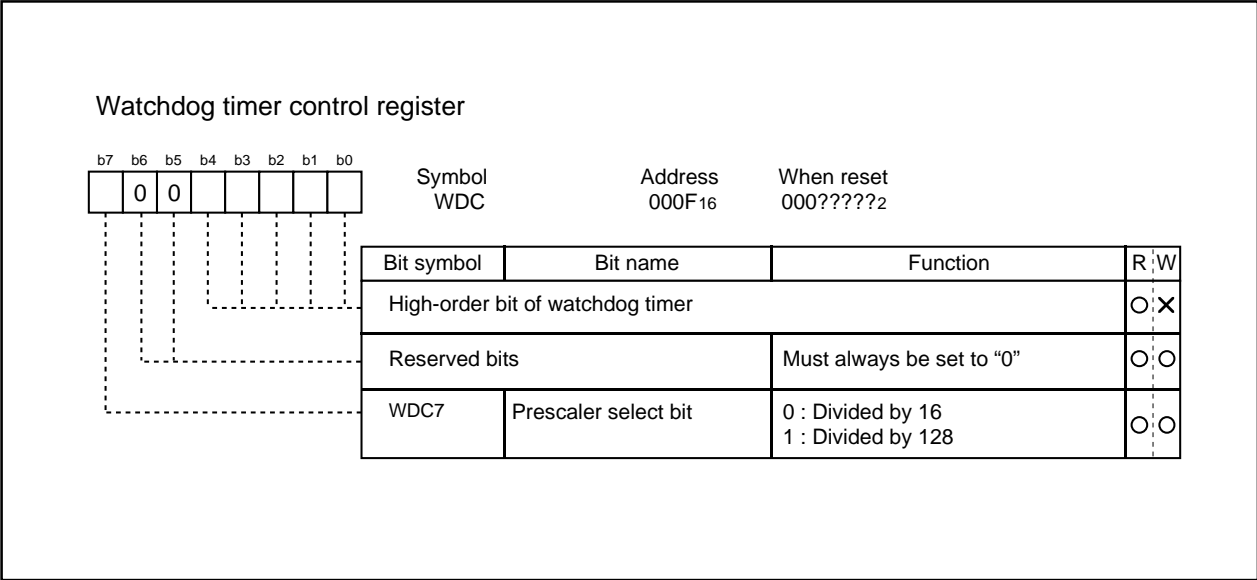 Watchdog timer control register
b7 b6 b5 b4 b3 b2 b1 b0
0 0
Symbol Address When reset
WDC 000F16 000?????2
Bit symbol Bit name Function R W
High-order bit of watchdog timer
Reserved bits Must always be set to “0”
WDC7 Prescaler select bit 0 : Divided by 16
1 : Divided by 128